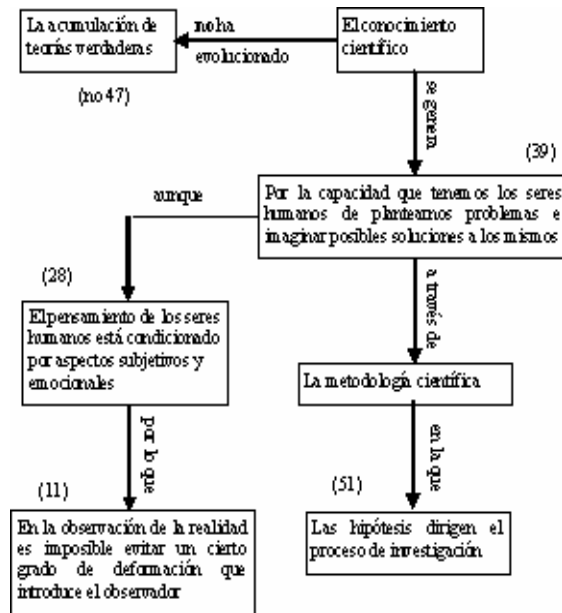 La acumulación de
teorías verdaderas
no ha
evolucionado
El conocimiento
científico
(no 47)
se genera
(39)
Por la capacidad que tenemos los seres
humanos de plantearnos problemas e
imaginar posibles soluciones a los mismos
aunque
(28)
El pensamiento de los seres
humanos está condicionado
por aspectos subjetivos y
emocionales
a través de
La metodología científica
por lo que
en la que
(11)
(51)
En la observación de la realidad
es imposible evitar un cierto
grado de deformación que
introduce el observador
Las hipótesis dirigen el
proceso de investigación